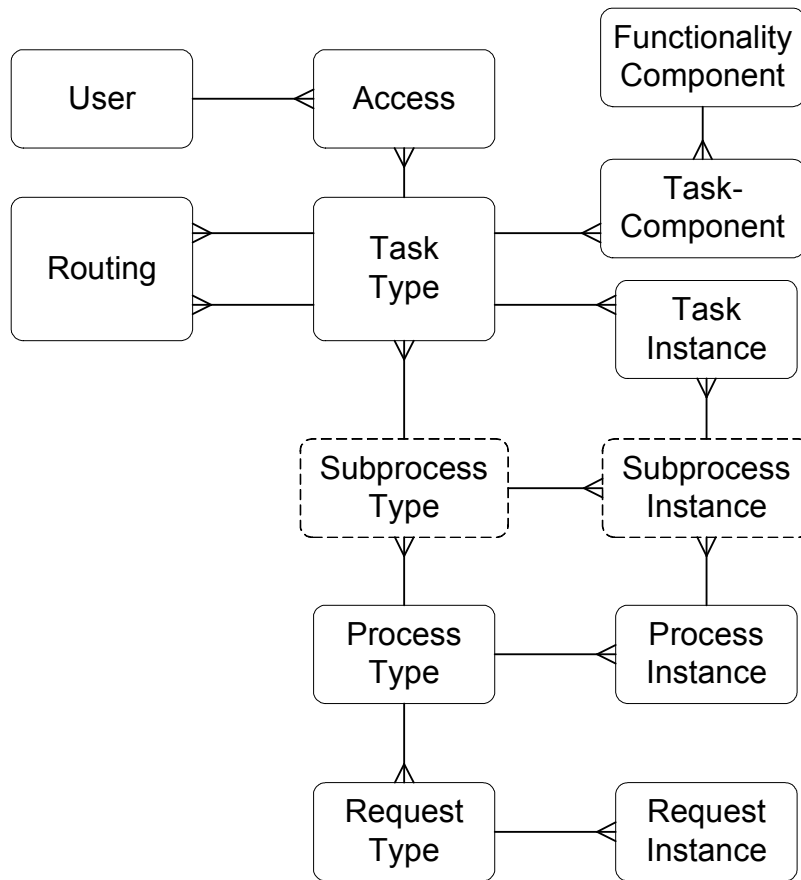 Functionality
Component
User
Access
Task-
Component
Routing
Task
Type
Task
Instance
Subprocess
Type
Subprocess
Instance
Process
Type
Process
Instance
Request
Type
Request
Instance